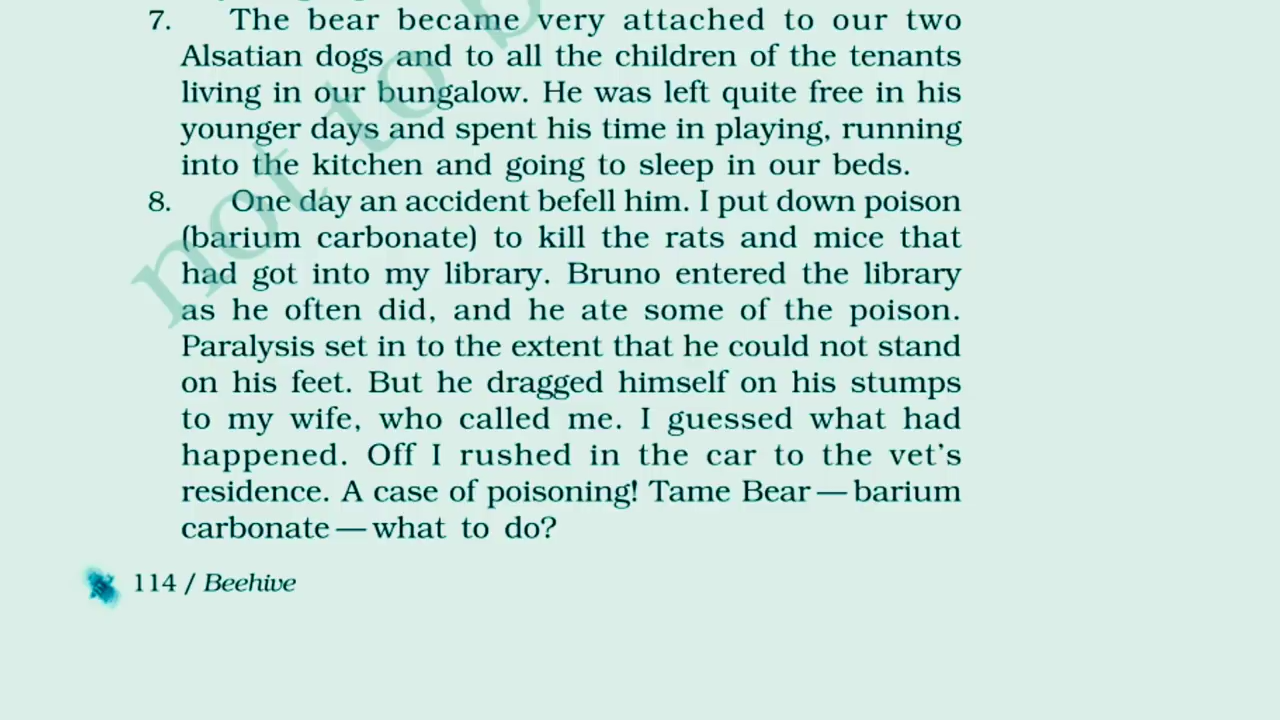 7. The bear became very attached to our two
Alsatian dogs and to all the children of the tenants
living in our bungalow. He was left quite free in his
younger days and spent his time in playing, running
into the kitchen and going to sleep in our beds.
8. One day an accident befell him. I put down poison
(barium carbonate) to kill the rats and mice that
had got into my library. Bruno entered the library
as he often did, and he ate some of the poison.
Paralysis set in to the extent that he could not stand
on his feet. But he dragged himself on his stumps
to my wife, who called me. I guessed what had
happened. Off I rushed in the car to the vet's
residence. A case of poisoning! Tame Bear—barium
carbonate—what to do?
114 / Beehive
not to b